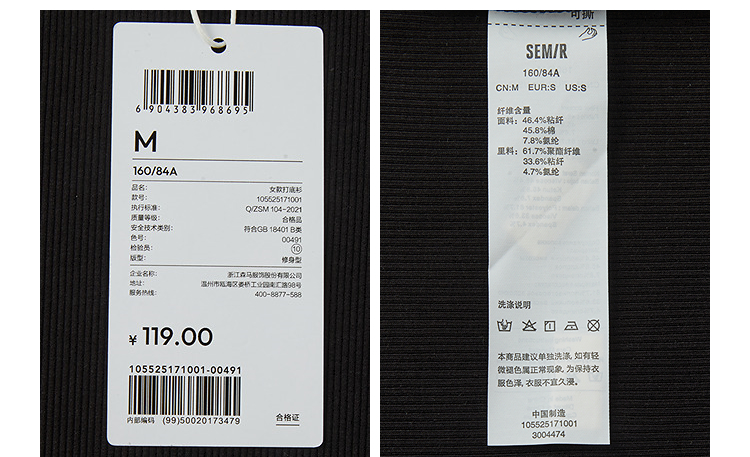 6 904383 968695
M
160/84A
品名: 女款打底衫
款号: 105525171001
执行标准: Q/ZSM 104-2021
质量等级: 合格品
安全技术类别: 符合GB 18401 B类
色号: 00491
检验员: 10
版型: 修身型
企业名称: 浙江森马服饰股份有限公司
地址: 温州市瓯海区娄桥工业园南汇路98号
服务热线: 400-8877-588
¥ 119.00
105525171001-00491
内部编码 (99)50020173479
合格证
可撕
SEM/R
160/84A
CN:M EUR:S US:S
纤维含量
面料: 46.4%粘纤
45.8%棉
7.8%氨纶
里料: 61.7%聚酯纤维
33.6%粘纤
4.7%氨纶
洗涤说明
本商品建议单独洗涤, 如有轻
微褪色属正常现象, 为保持衣
服色泽, 衣服不宜久浸。
中国制造
105525171001
3004474